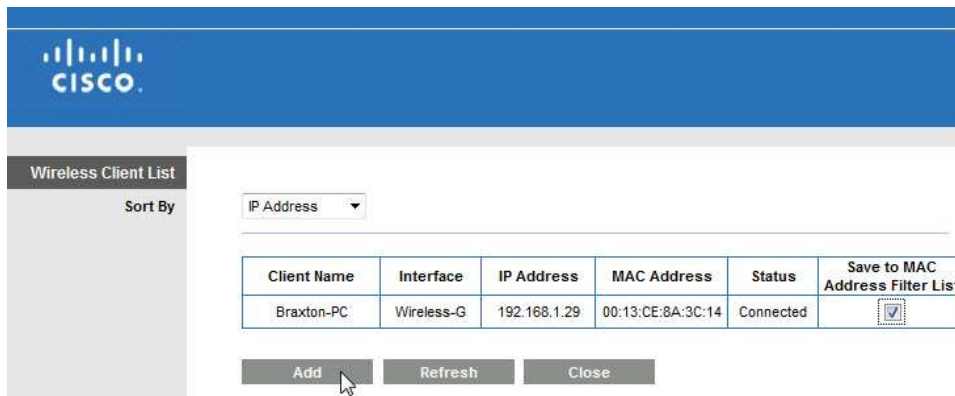 CISCO.
Wireless Client List
Sort By
IP Address
Client Name Interface IP Address MAC Address Status Save to MAC
Address Filter List
Braxton-PC Wireless-G 192.168.1.29 00:13:CE:8A:3C:14 Connected
Add Refresh Close